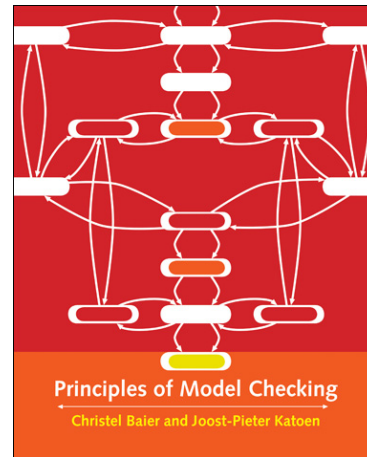 Principles of Model Checking
Christel Baier and Joost-Pieter Katoen